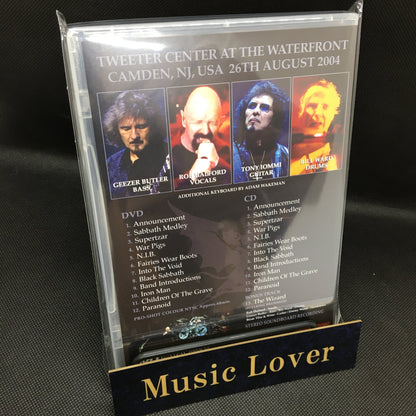 TWEETER CENTER AT THE WATERFRONT
CAMDEN, NJ, USA 26TH AUGUST 2004
GEEZER BUTLER
BASS
ROB HALFORD
VOCALS
TONY IOMMI
GUITAR
BILL WARD
DRUMS
ADDITIONAL KEYBOARD BY ADAM WAKEMAN
DVD
1. Announcement
2. Sabbath Medley
3. Supertzar
4. War Pigs
5. N.I.B.
6. Fairies Wear Boots
7. Into The Void
8. Black Sabbath
9. Band Introductions
10. Iron Man
11. Children Of The Grave
12. Paranoid
PRO-SHOT COLOUR NTSC Approx.
CD
1. Announcement
2. Sabbath Medley
3. Supertzar
4. War Pigs
5. N.I.B.
6. Fairies Wear Boots
7. Into The Void
8. Black Sabbath
9. Band Introductions
10. Iron Man
11. Children Of The Grave
12. Paranoid
BONUS TRACK
13. The Wizard
STEREO SOUNDBOARD RECORDING
Music Lover